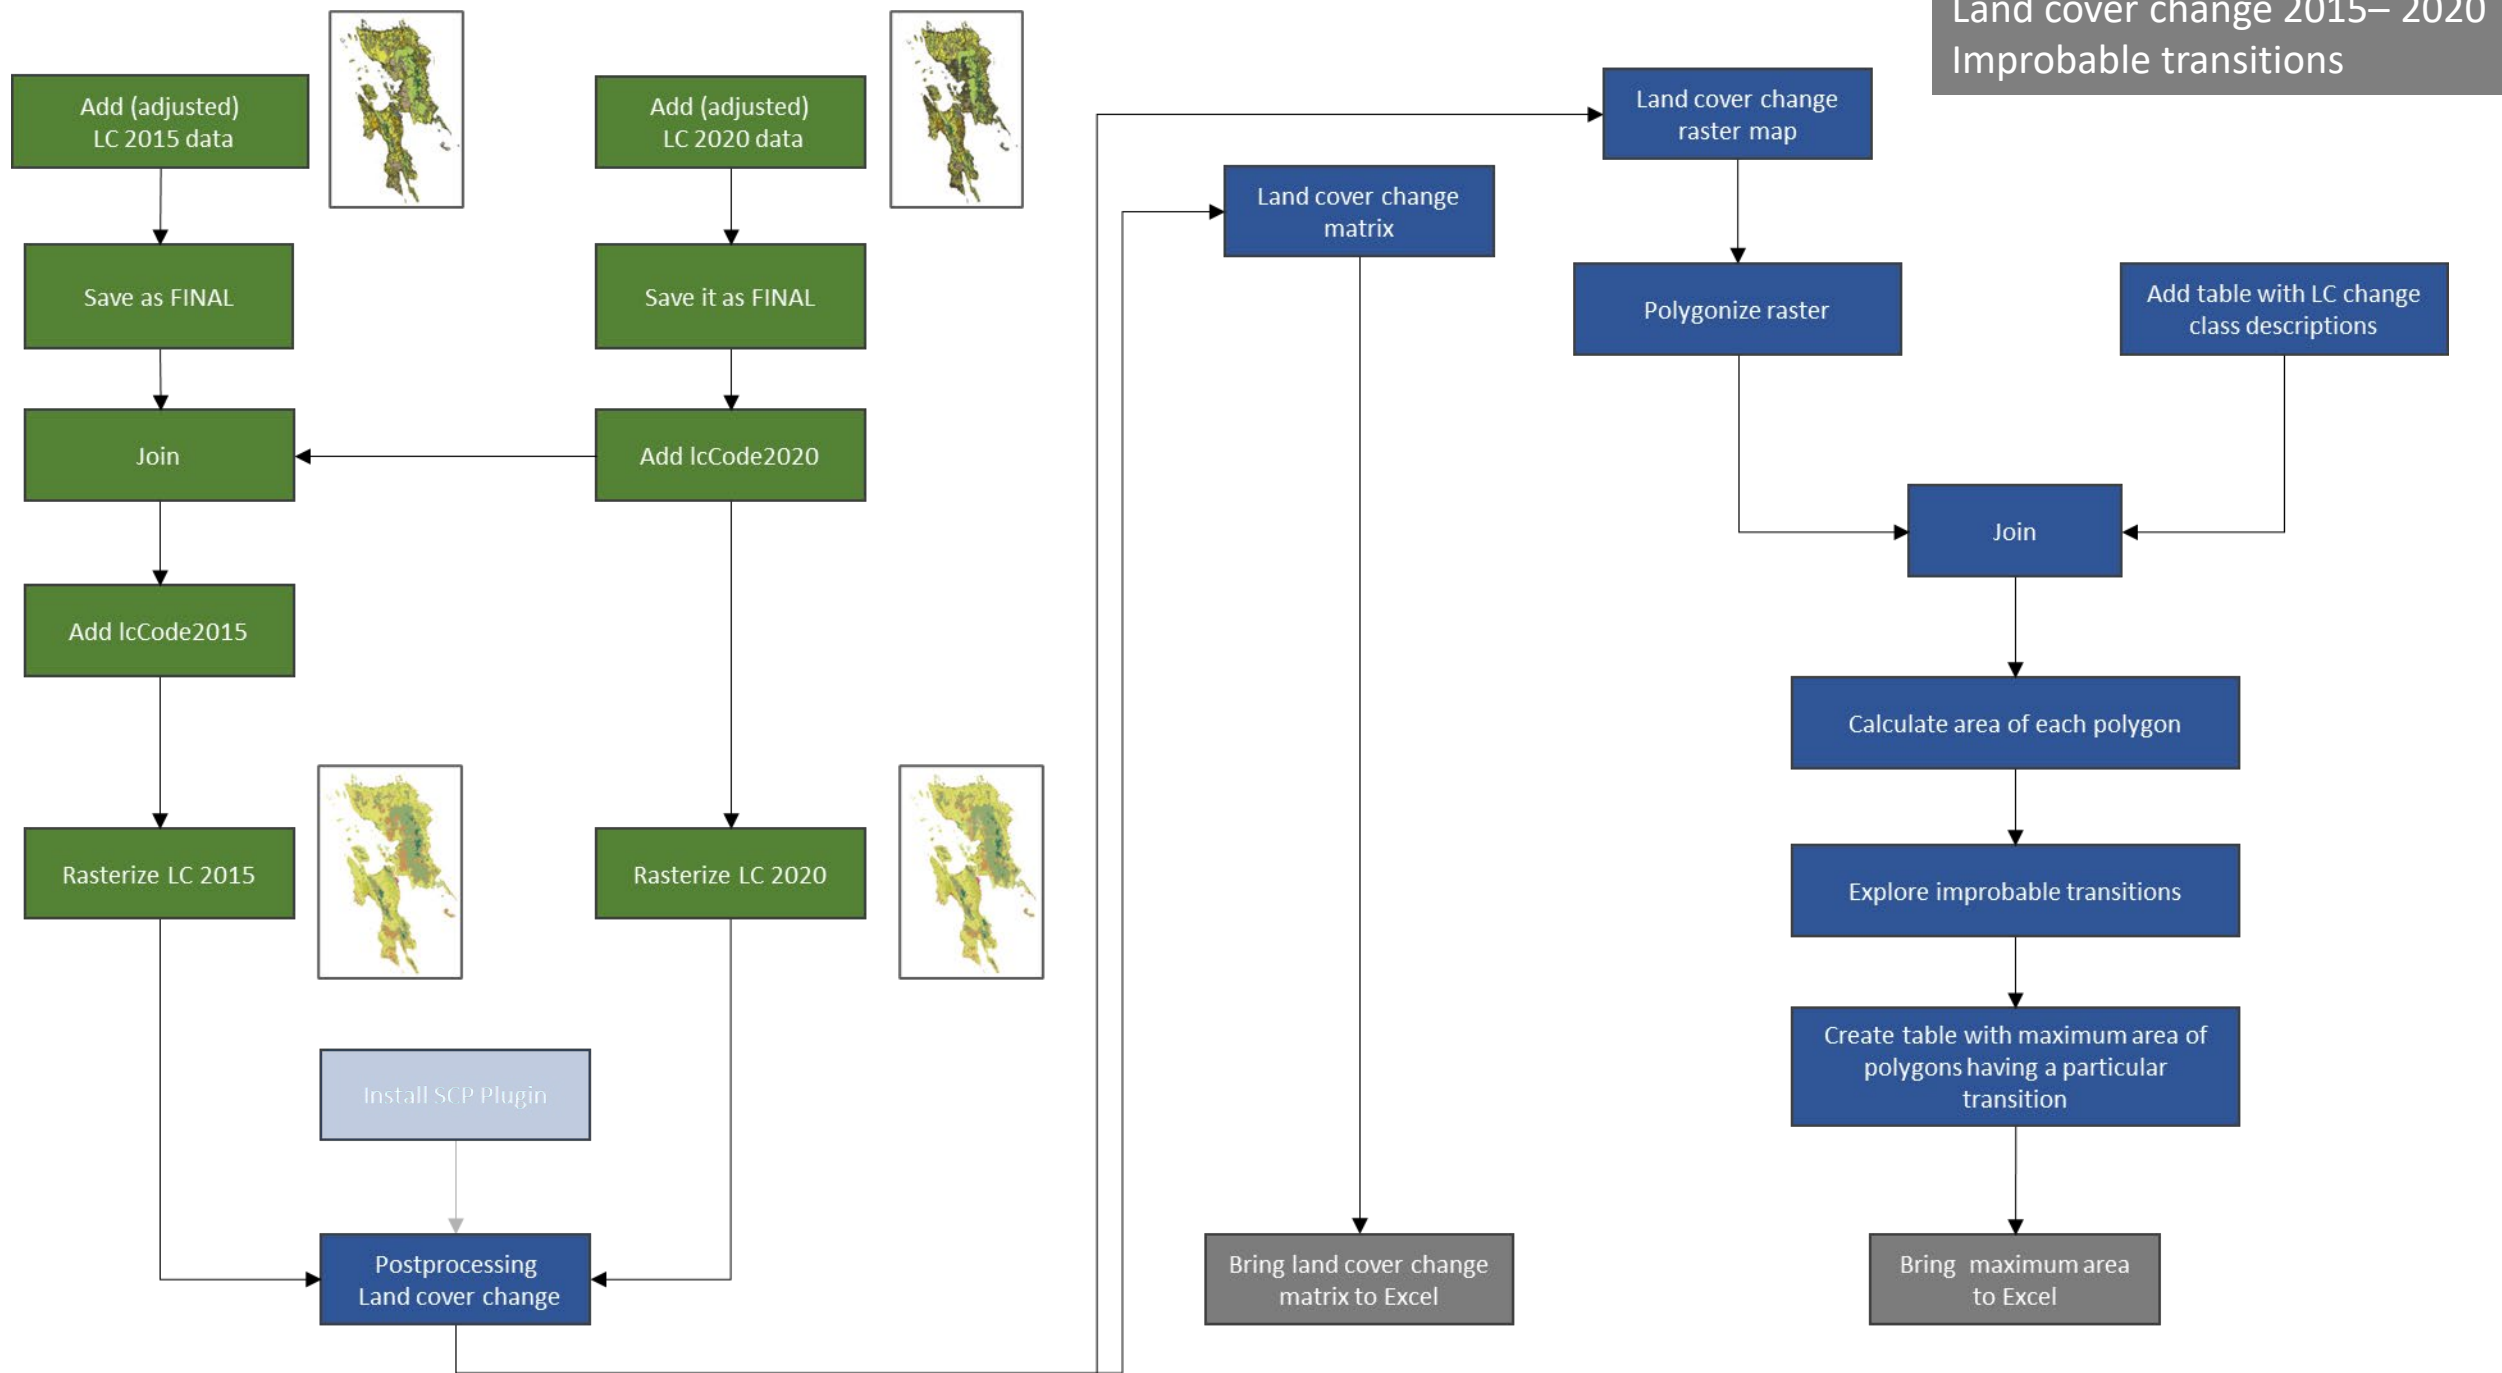 Land cover change 2015– 2020
Improbable transitions
Add (adjusted)
LC 2015 data
Add (adjusted)
LC 2020 data
Save as FINAL
Save it as FINAL
Join
Add lcCode2020
Add lcCode2015
Rasterize LC 2015
Rasterize LC 2020
Install SCP Plugin
Postprocessing
Land cover change
Land cover change
matrix
Bring land cover change
matrix to Excel
Land cover change
raster map
Polygonize raster
Add table with LC change
class descriptions
Join
Calculate area of each polygon
Explore improbable transitions
Create table with maximum area of
polygons having a particular
transition
Bring maximum area
to Excel